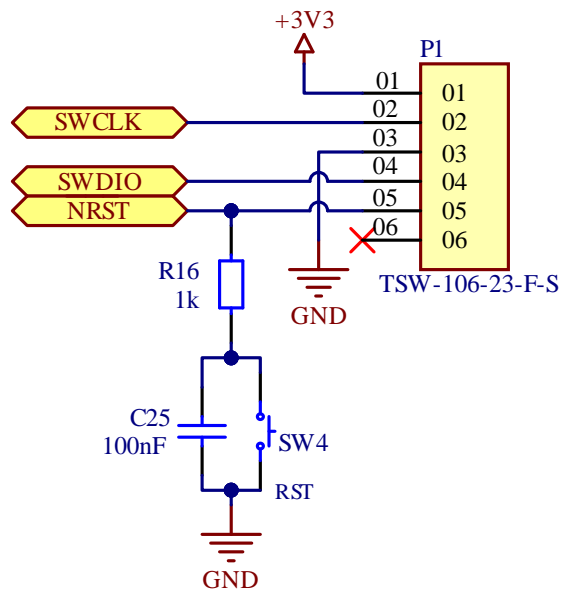 +3V3
P1
01 01
SWCLK 02 02
03 03
SWDIO 04 04
NRST 05 05
06 06
TSW-106-23-F-S
R16
1k
GND
C25
100nF
SW4
RST
GND